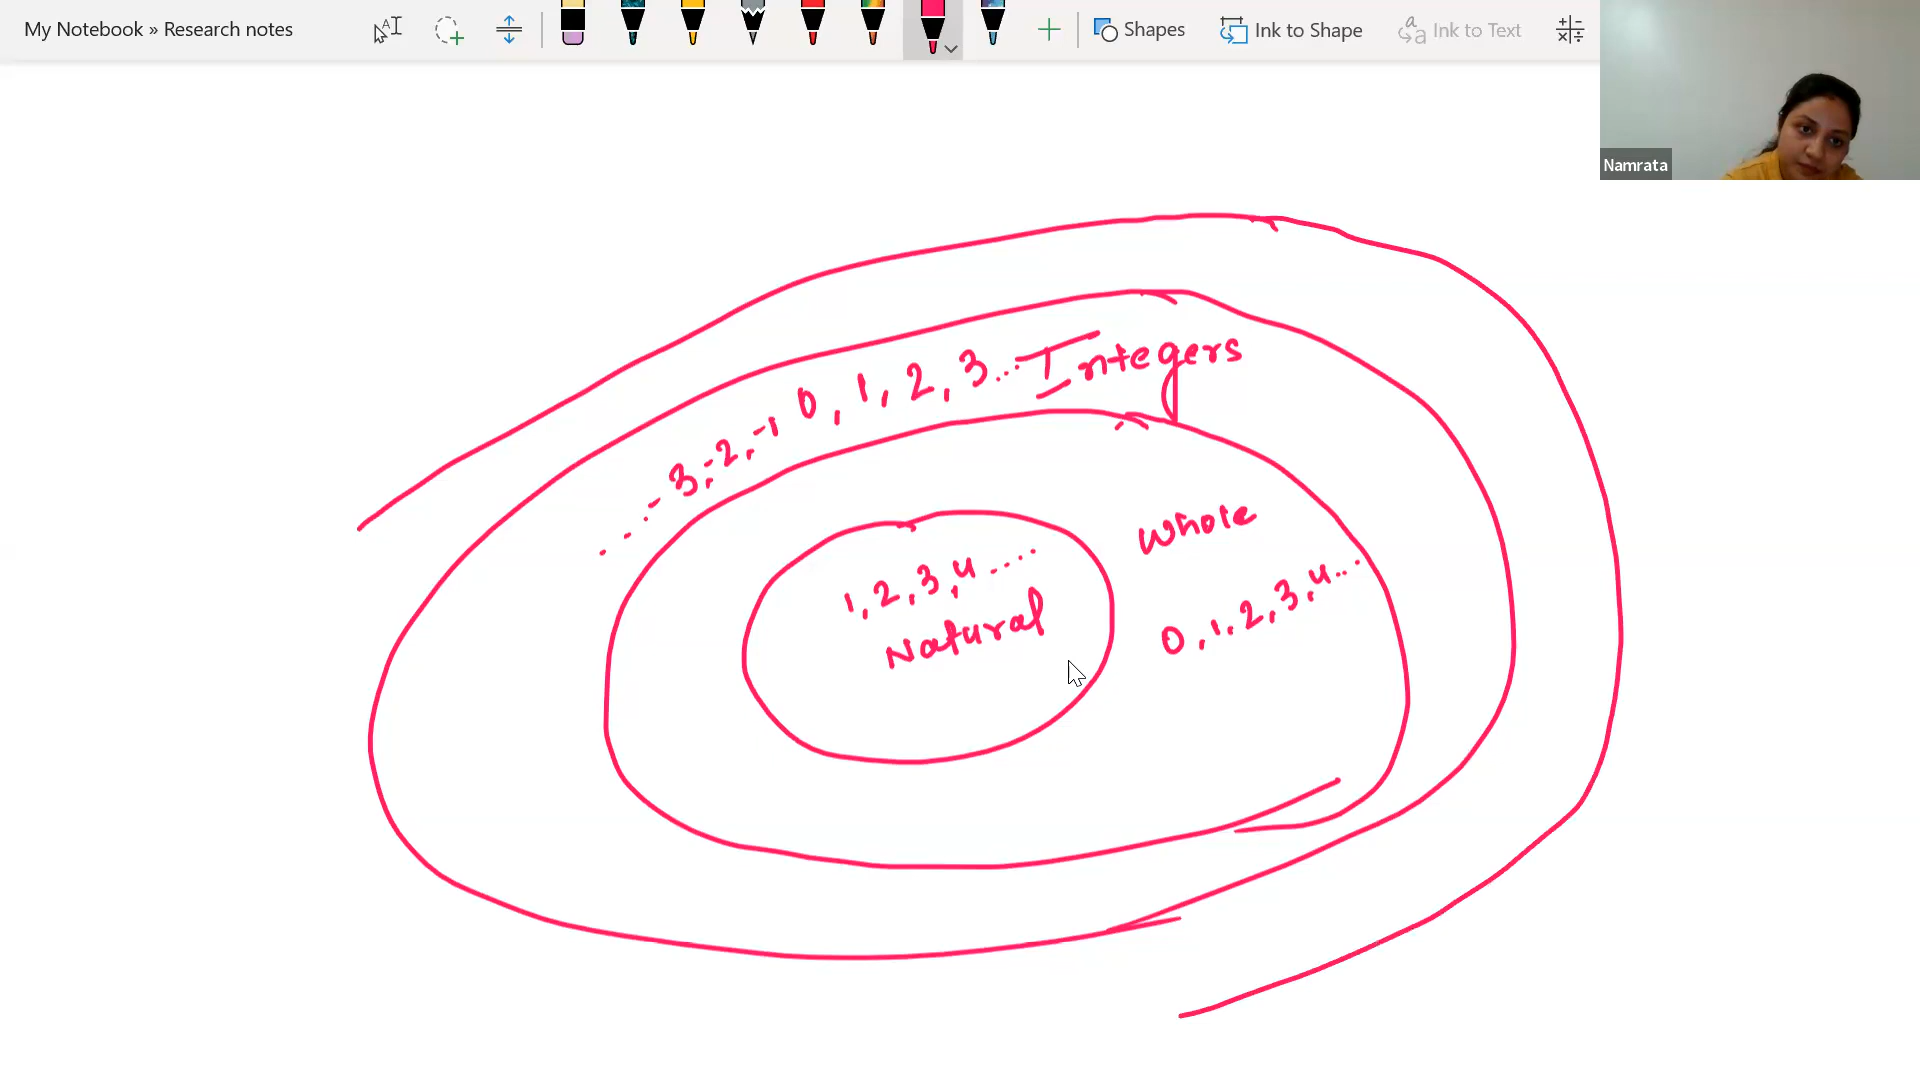 My Notebook » Research notes
Shapes
Ink to Shape
Ink to Text
Namrata
... -3, -2, -1 0, 1, 2, 3... Integers
Whole
0, 1, 2, 3, 4...
1, 2, 3, 4 ....
Natural